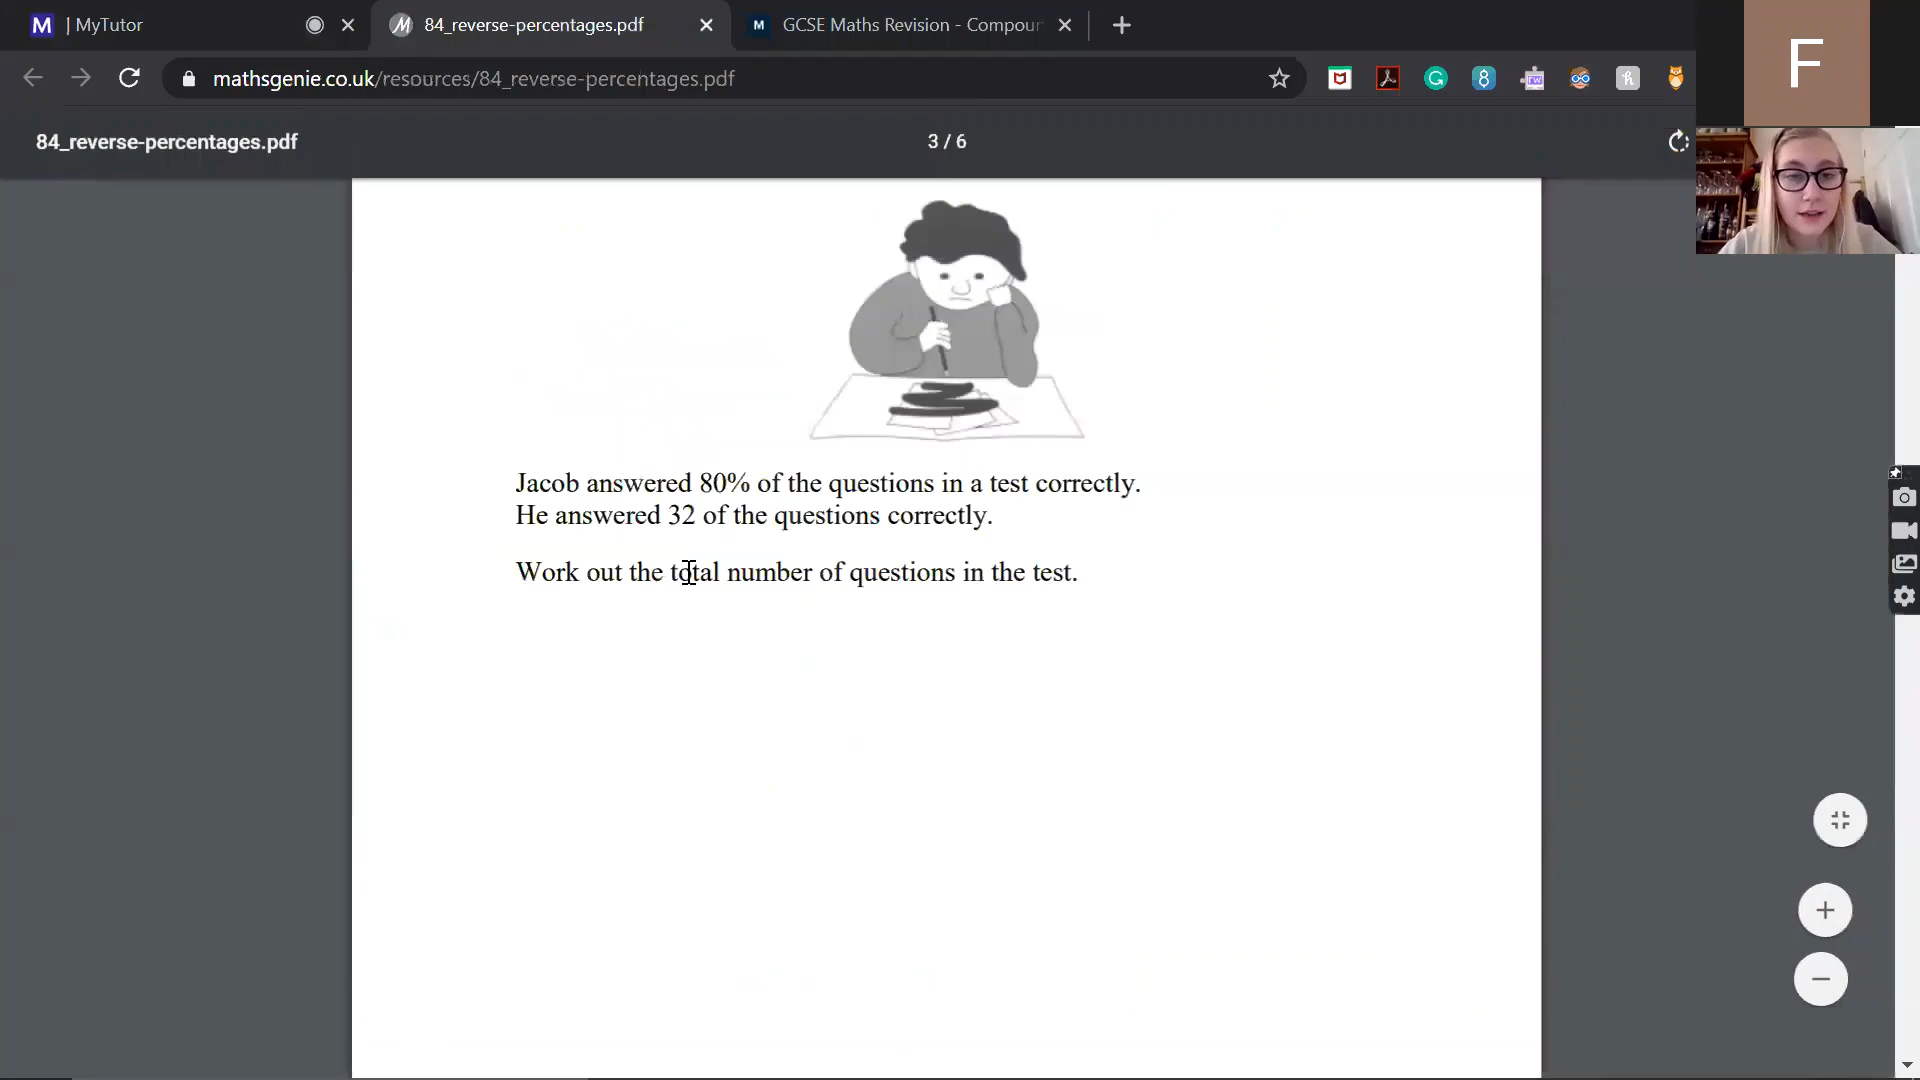 | MyTutor
84_reverse-percentages.pdf
GCSE Maths Revision - Compour
mathsgenie.co.uk/resources/84_reverse-percentages.pdf
84_reverse-percentages.pdf
3 / 6
F
Jacob answered 80% of the questions in a test correctly.
He answered 32 of the questions correctly.
Work out the total number of questions in the test.